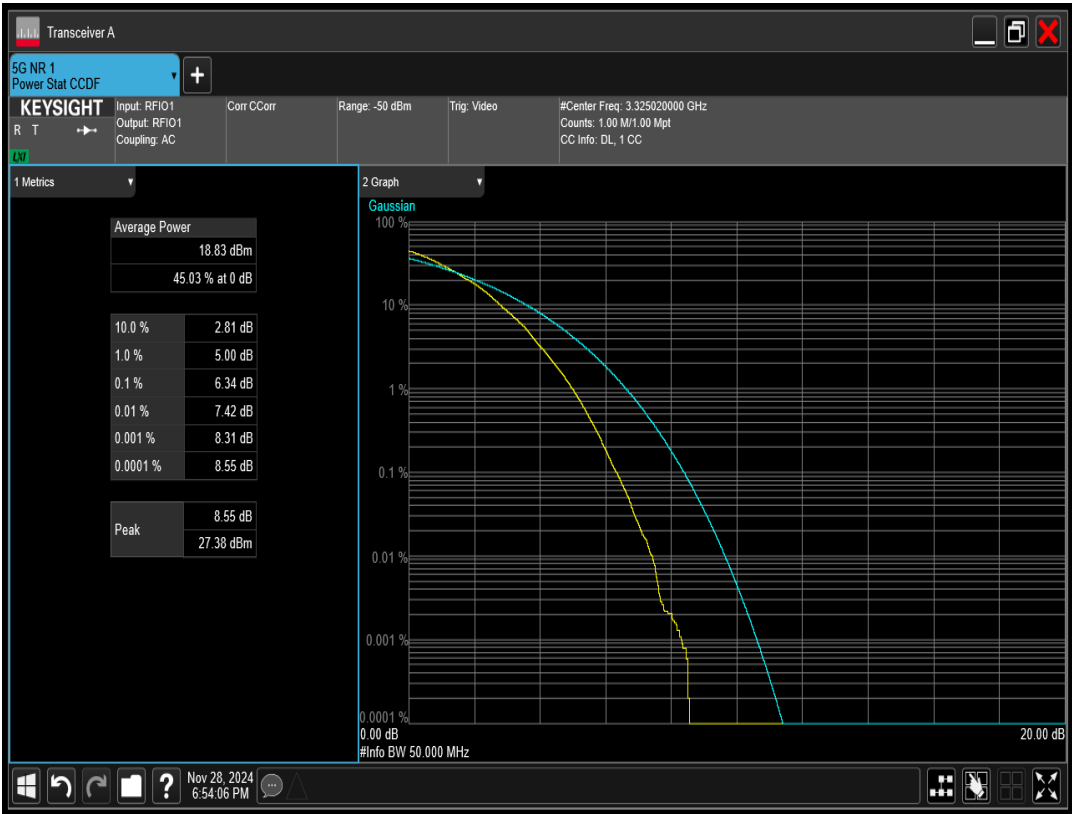 Transceiver A
5G NR 1
Power Stat CCDF
KEYSIGHT
R T
LXI
Input: RFIO1
Output: RFIO1
Coupling: AC
Corr CCorr
Range: -50 dBm
Trig: Video
#Center Freq: 3.325020000 GHz
Counts: 1.00 M/1.00 Mpt
CC Info: DL, 1 CC
1 Metrics
Average Power
18.83 dBm
45.03 % at 0 dB
10.0 % 2.81 dB
1.0 % 5.00 dB
0.1 % 6.34 dB
0.01 % 7.42 dB
0.001 % 8.31 dB
0.0001 % 8.55 dB
Peak 8.55 dB
27.38 dBm
2 Graph
Gaussian
100 %
10 %
1 %
0.1 %
0.01 %
0.001 %
0.0001 %
0.00 dB 20.00 dB
#Info BW 50.000 MHz
?
Nov 28, 2024
6:54:06 PM